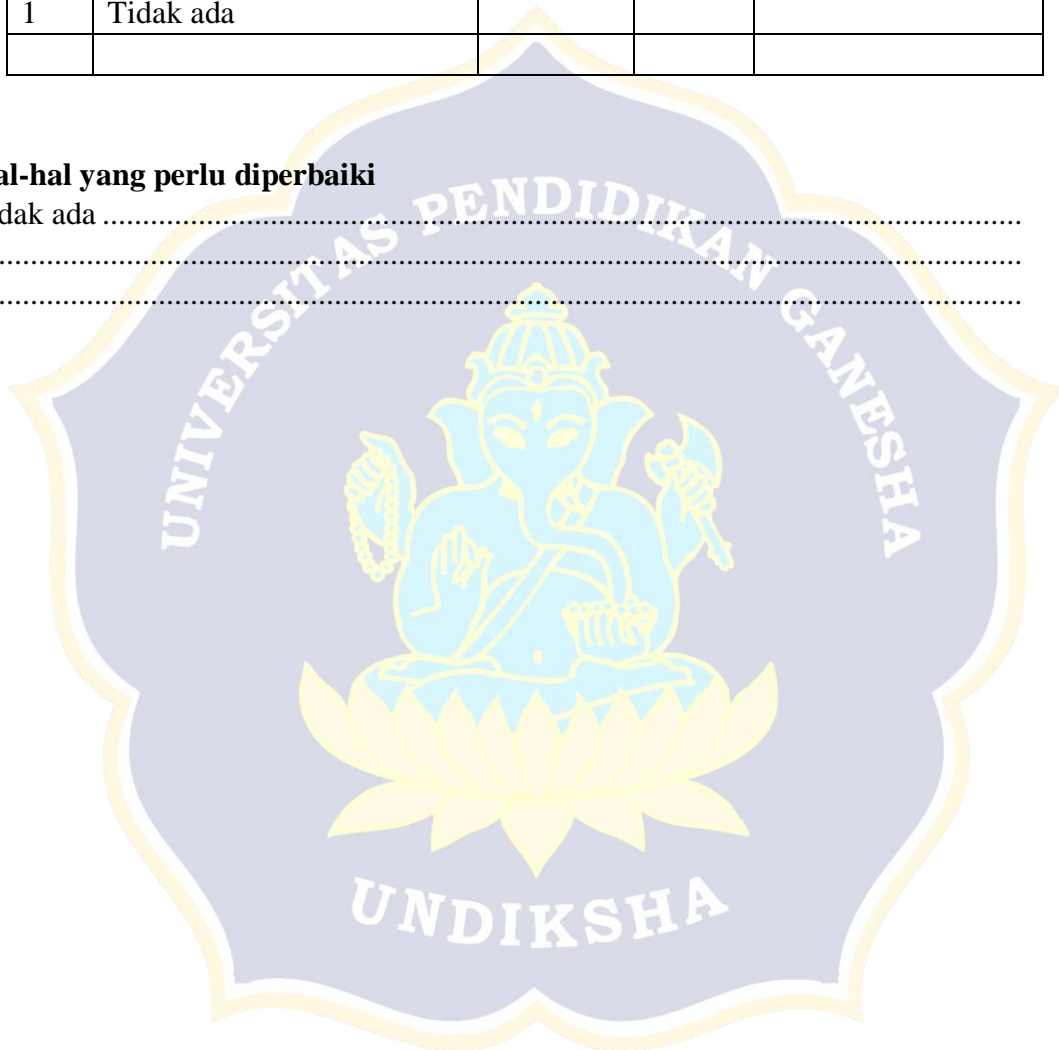 1 Tidak ada
al-hal yang perlu diperbaiki
dak ada ....................................................................................................................
....................................................................................................................
....................................................................................................................
UNIVERSITAS PENDIDIKAN GANESHA
UNDIKSHA